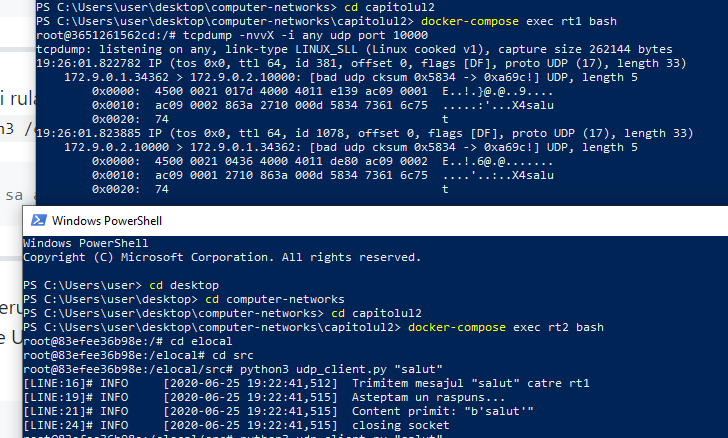 PS C:\Users\user\desktop\computer-networks> cd capitolul2
PS C:\Users\user\desktop\computer-networks\capitolul2> docker-compose exec rt1 bash
root@3651261562cd:/# tcpdump -nvvX -i any udp port 10000
tcpdump: listening on any, link-type LINUX_SLL (Linux cooked v1), capture size 262144 bytes
19:26:01.822782 IP (tos 0x0, ttl 64, id 381, offset 0, flags [DF], proto UDP (17), length 33)
172.9.0.1.34362 > 172.9.0.2.10000: [bad udp cksum 0x5834 -> 0xa69c!] UDP, length 5
0x0000: 4500 0021 017d 4000 4011 e139 ac09 0001 E..!.}@.@..9....
0x0010: ac09 0002 863a 2710 000d 5834 7361 6c75 .....:'...X4salu
0x0020: 74 t
19:26:01.823885 IP (tos 0x0, ttl 64, id 1078, offset 0, flags [DF], proto UDP (17), length 33)
172.9.0.2.10000 > 172.9.0.1.34362: [bad udp cksum 0x5834 -> 0xa69c!] UDP, length 5
0x0000: 4500 0021 0436 4000 4011 de80 ac09 0002 E..!.6@.@.......
0x0010: ac09 0001 2710 863a 000d 5834 7361 6c75 ....'..:..X4salu
0x0020: 74 t
i rula
n3 /
sa a
eru
e U
Windows PowerShell
Windows PowerShell
Copyright (C) Microsoft Corporation. All rights reserved.
PS C:\Users\user> cd desktop
PS C:\Users\user\desktop> cd computer-networks
PS C:\Users\user\desktop\computer-networks> cd capitolul2
PS C:\Users\user\desktop\computer-networks\capitolul2> docker-compose exec rt2 bash
root@83efee36b98e:/# cd elocal
root@83efee36b98e:/elocal# cd src
root@83efee36b98e:/elocal/src# python3 udp_client.py "salut"
[LINE:16]# INFO [2020-06-25 19:22:41,512] Trimitem mesajul "salut" catre rt1
[LINE:19]# INFO [2020-06-25 19:22:41,515] Asteptam un raspuns...
[LINE:21]# INFO [2020-06-25 19:22:41,515] Content primit: "b'salut'"
[LINE:24]# INFO [2020-06-25 19:22:41,515] closing socket
root@83efee36b98e:/elocal/src# python3 udp_client.py "salut"